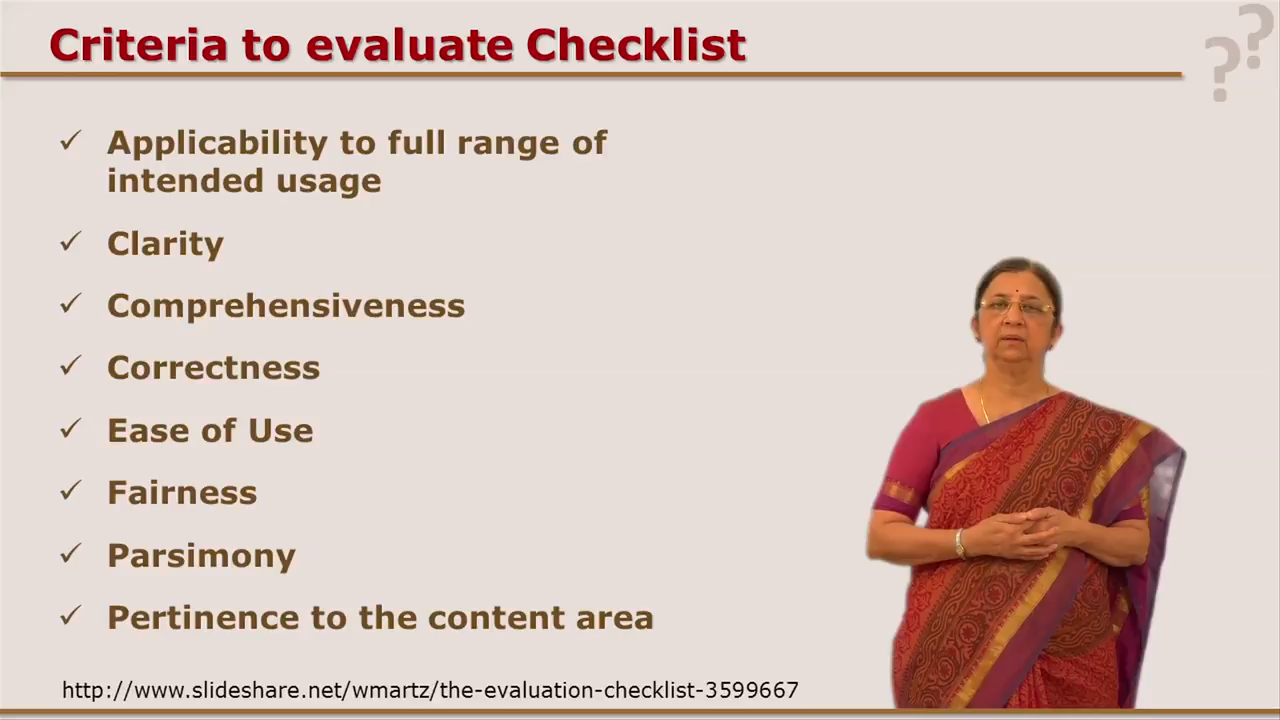 Criteria to evaluate Checklist
??
✓ Applicability to full range of
intended usage
✓ Clarity
✓ Comprehensiveness
✓ Correctness
✓ Ease of Use
✓ Fairness
✓ Parsimony
✓ Pertinence to the content area
http://www.slideshare.net/wmartz/the-evaluation-checklist-3599667